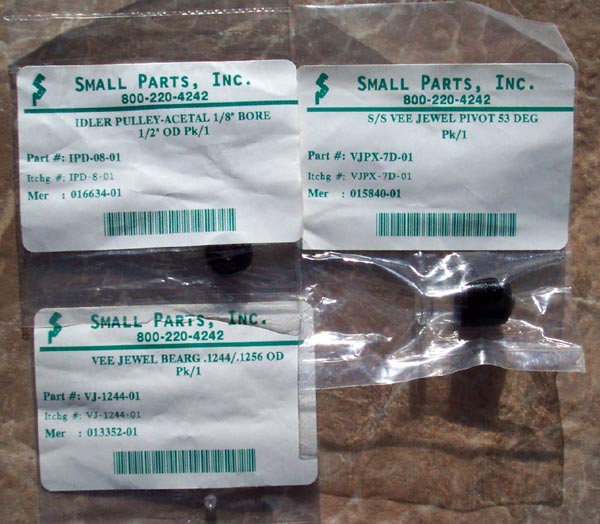 SMALL PARTS, INC.
800-220-4242
IDLER PULLEY-ACETAL 1/8" BORE
1/2" OD Pk/1
Part #: IPD-08-01
Itchg #: IPD-8-01
Mer : 016634-01
SMALL PARTS, INC.
800-220-4242
S/S VEE JEWEL PIVOT 53 DEG
Pk/1
Part #: VJPX-7D-01
Itchg #: VJPX-7D-01
Mer : 015840-01
SMALL PARTS, INC.
800-220-4242
VEE JEWEL BEARG .1244/.1256 OD
Pk/1
Part #: VJ-1244-01
Itchg #: VJ-1244-01
Mer : 013352-01